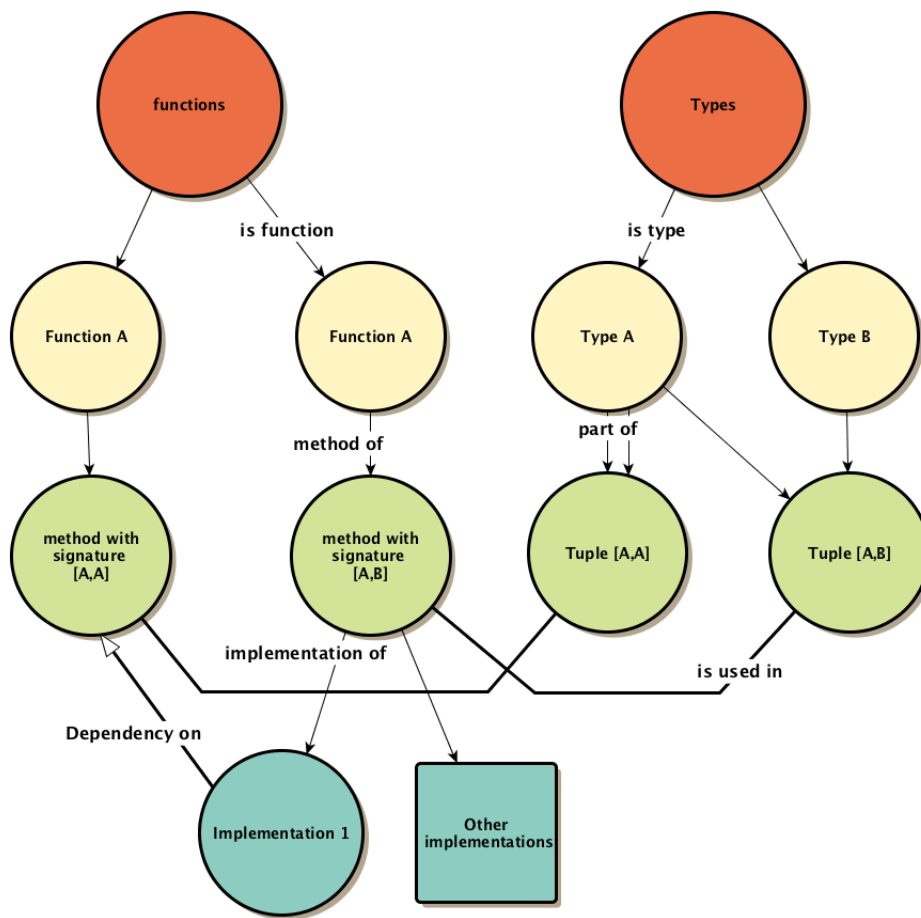 functions
Types
is function
is type
Function A
Function A
Type A
Type B
method of
part of
method with
signature
[A,A]
method with
signature
[A,B]
Tuple [A,A]
Tuple [A,B]
implementation of
is used in
Dependency on
Implementation 1
Other
implementations